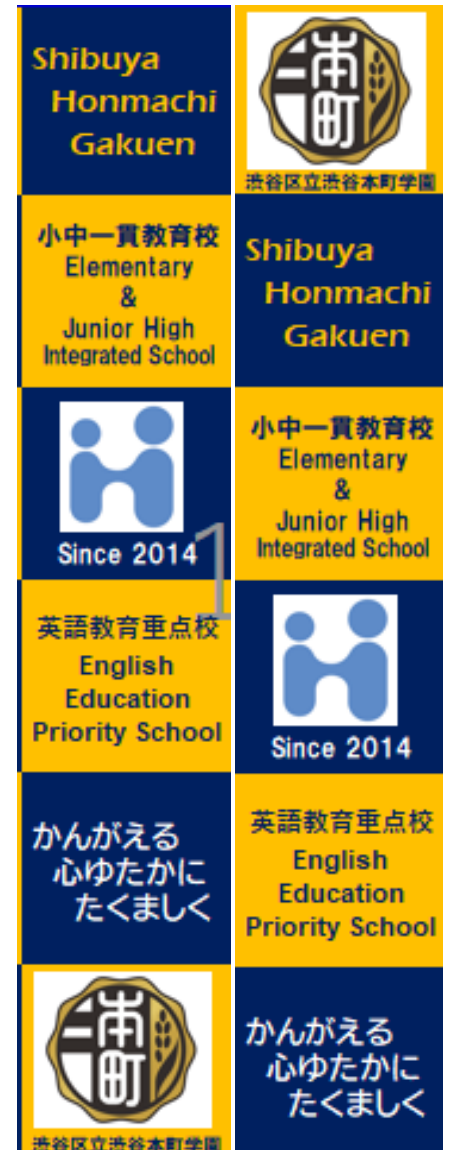 Shibuya
Honmachi
Gakuen
小中一貫教育校
Elementary
&
Junior High
Integrated School
Since 2014
1
英語教育重点校
English
Education
Priority School
かんがえる
心ゆたかに
たくましく
本町
渋谷区立渋谷本町学園
本町
渋谷区立渋谷本町学園
Shibuya
Honmachi
Gakuen
小中一貫教育校
Elementary
&
Junior High
Integrated School
Since 2014
英語教育重点校
English
Education
Priority School
かんがえる
心ゆたかに
たくましく